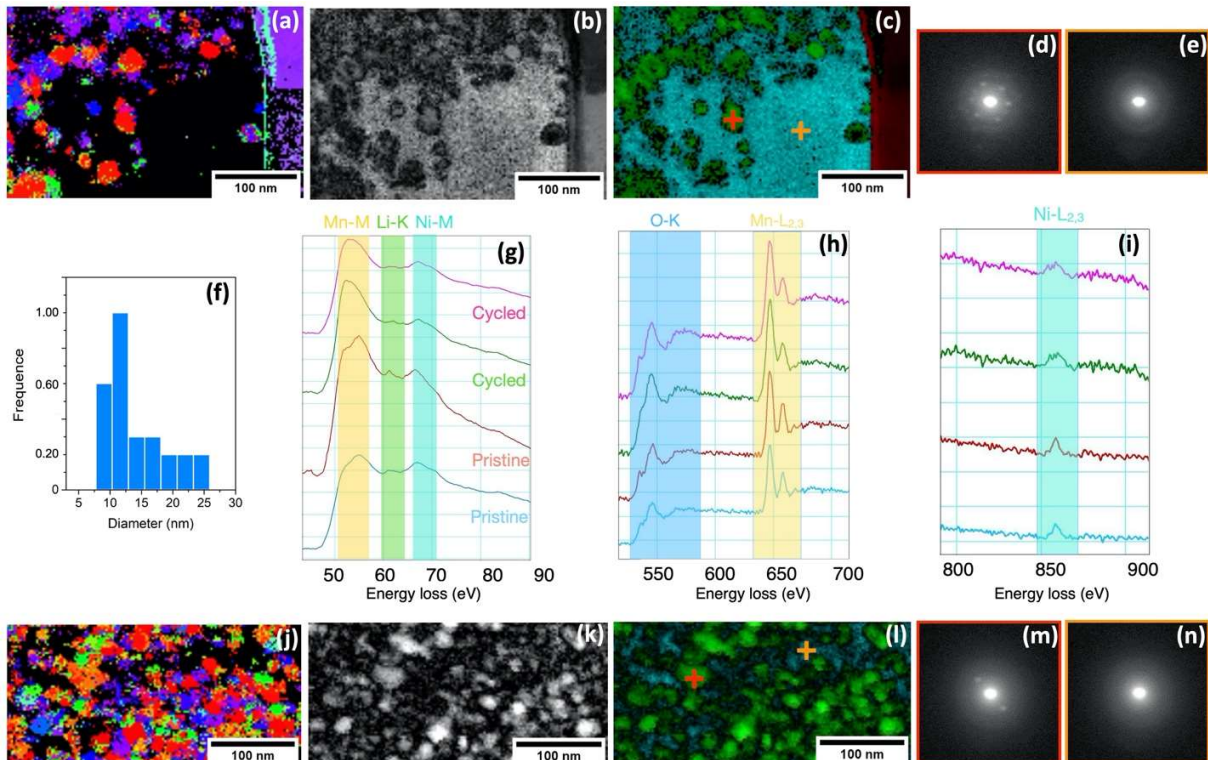 (a)
(b)
(c)
(d)
(e)
100 nm
100 nm
100 nm
Mn-M Li-K Ni-M
O-K
Mn-L2,3
Ni-L2,3
(f)
(g)
(h)
(i)
1.00
0.60
0.20
0
Frequence
5 10 15 20 25 30
Diameter (nm)
Cycled
Cycled
Pristine
Pristine
50 60 70 80 90
Energy loss (eV)
550 600 650 700
Energy loss (eV)
800 850 900
Energy loss (eV)
(j)
(k)
(l)
(m)
(n)
100 nm
100 nm
100 nm